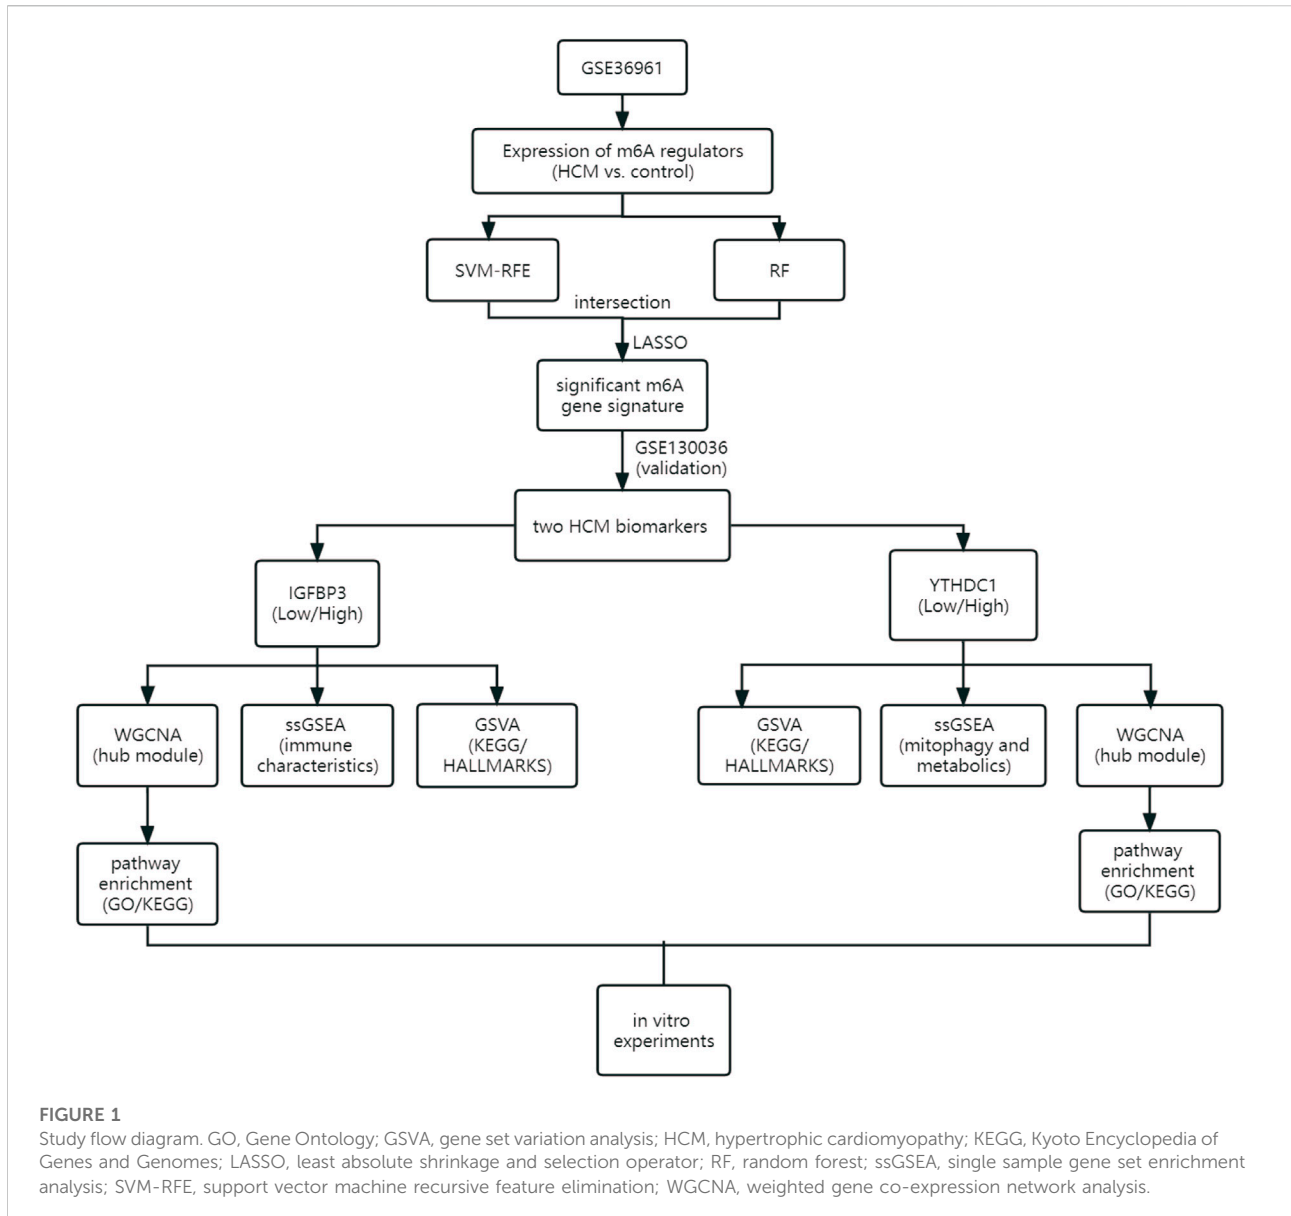 GSE36961
Expression of m6A regulators
(HCM vs. control)
SVM-RFE
RF
intersection
LASSO
significant m6A
gene signature
GSE130036
(validation)
two HCM biomarkers
IGFBP3
(Low/High)
YTHDC1
(Low/High)
WGCNA
(hub module)
ssGSEA
(immune
characteristics)
GSVA
(KEGG/
HALLMARKS)
GSVA
(KEGG/
HALLMARKS)
ssGSEA
(mitophagy and
metabolics)
WGCNA
(hub module)
pathway
enrichment
(GO/KEGG)
pathway
enrichment
(GO/KEGG)
in vitro
experiments
FIGURE 1
Study flow diagram. GO, Gene Ontology; GSVA, gene set variation analysis; HCM, hypertrophic cardiomyopathy; KEGG, Kyoto Encyclopedia of
Genes and Genomes; LASSO, least absolute shrinkage and selection operator; RF, random forest; ssGSEA, single sample gene set enrichment
analysis; SVM-RFE, support vector machine recursive feature elimination; WGCNA, weighted gene co-expression network analysis.